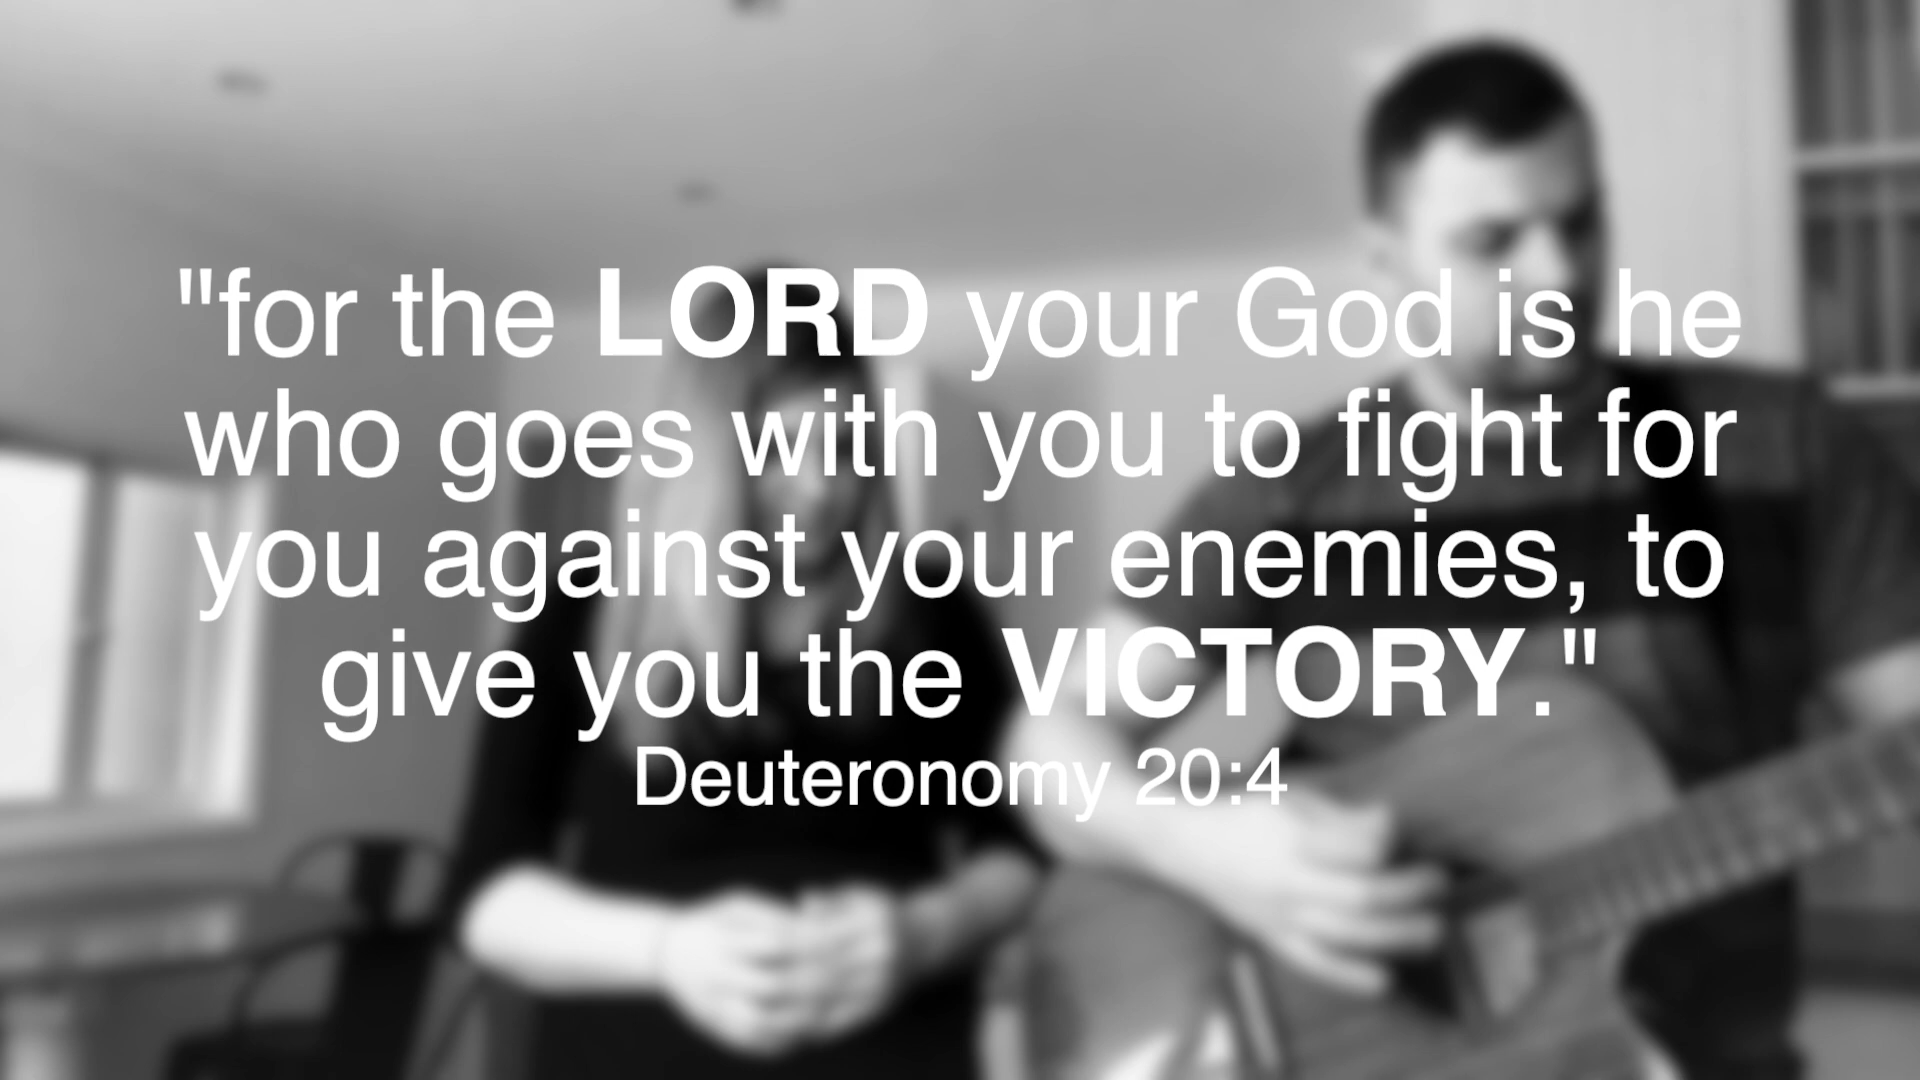 "for the LORD your God is he
who goes with you to fight for
you against your enemies, to
give you the VICTORY."
Deuteronomy 20:4